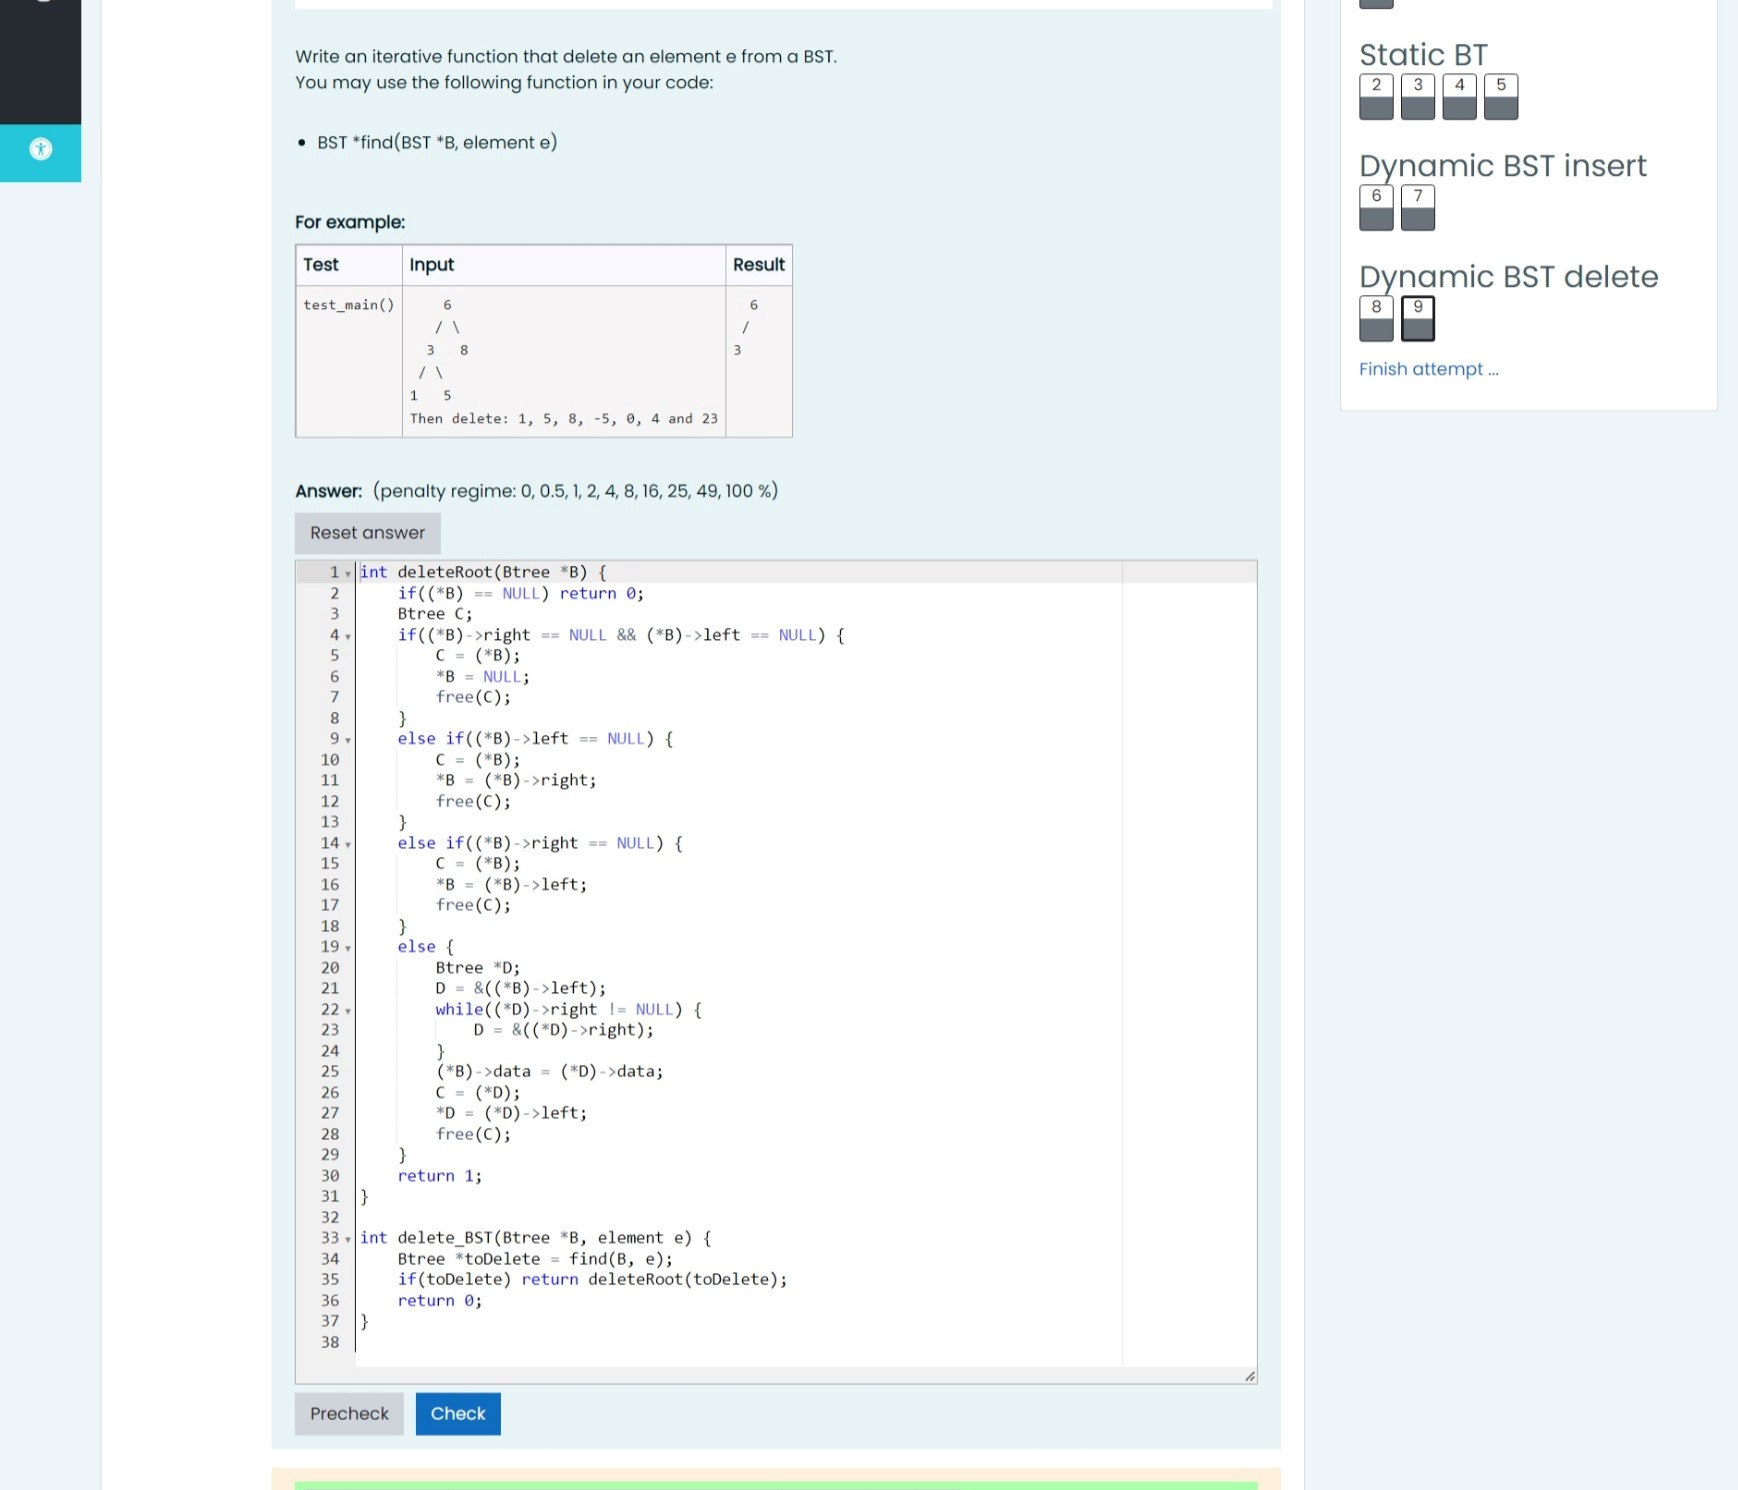 Write an iterative function that delete an element e from a BST.
You may use the following function in your code:
• BST *find(BST *B, element e)
For example:
Test Input Result
test_main()       6       6
   / \      /
  3   8    3
 / \
1   5
Then delete: 1, 5, 8, -5, 0, 4 and 23
Answer: (penalty regime: 0, 0.5, 1, 2, 4, 8, 16, 25, 49, 100 %)
Reset answer
1 int deleteRoot(Btree *B) {
2     if((*B) == NULL) return 0;
3     Btree C;
4     if((*B)->right == NULL && (*B)->left == NULL) {
5         C = (*B);
6         *B = NULL;
7         free(C);
8     }
9     else if((*B)->left == NULL) {
10         C = (*B);
11         *B = (*B)->right;
12         free(C);
13     }
14     else if((*B)->right == NULL) {
15         C = (*B);
16         *B = (*B)->left;
17         free(C);
18     }
19     else {
20         Btree *D;
21         D = &((*B)->left);
22         while((*D)->right != NULL) {
23             D = &((*D)->right);
24         }
25         (*B)->data = (*D)->data;
26         C = (*D);
27         *D = (*D)->left;
28         free(C);
29     }
30     return 1;
31 }
32
33 int delete_BST(Btree *B, element e) {
34     Btree *toDelete = find(B, e);
35     if(toDelete) return deleteRoot(toDelete);
36     return 0;
37 }
38
Precheck Check
Static BT
2 3 4 5
Dynamic BST insert
6 7
Dynamic BST delete
8 9
Finish attempt ...